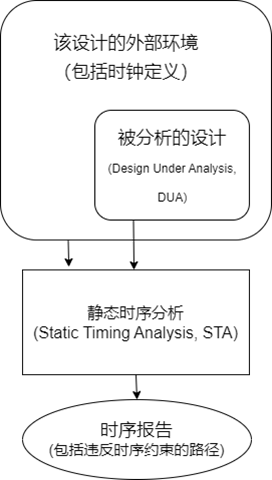 该设计的外部环境
（包括时钟定义）
被分析的设计
(Design Under Analysis,
DUA)
静态时序分析
(Static Timing Analysis, STA)
时序报告
(包括违反时序约束的路径)